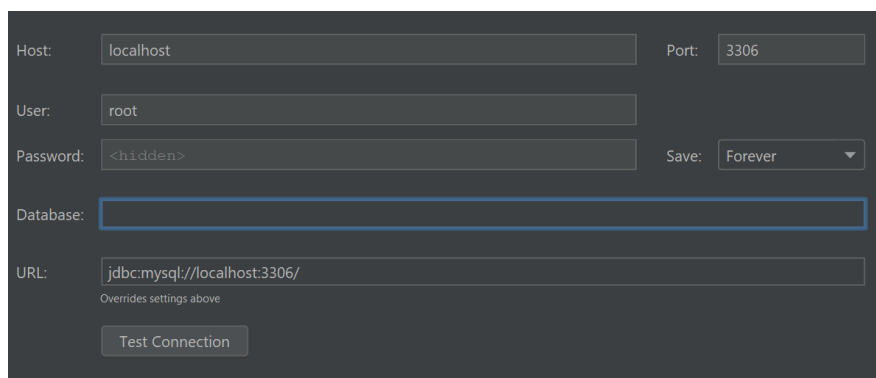 Host: localhost Port: 3306
User: root
Password: <hidden> Save: Forever
Database:
URL: jdbc:mysql://localhost:3306/
Overrides settings above
Test Connection